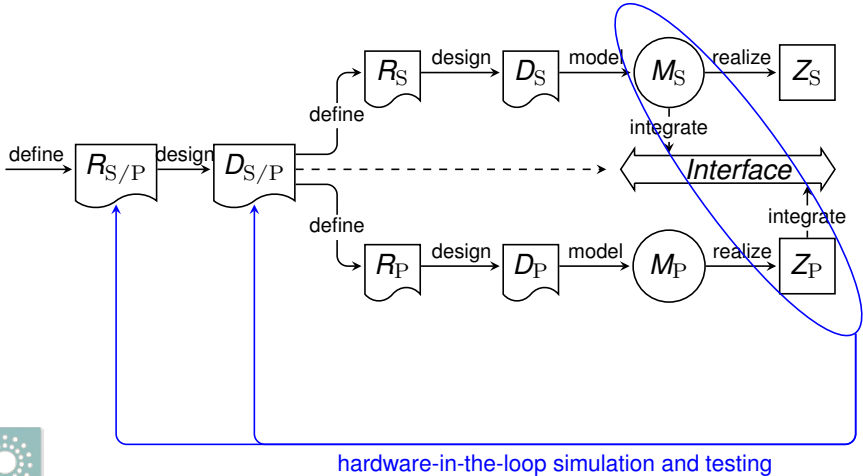 design
model
realize
R_S
D_S
M_S
Z_S
define
integrate
define
design
R_S/P
D_S/P
Interface
define
integrate
design
model
realize
R_P
D_P
M_P
Z_P
hardware-in-the-loop simulation and testing